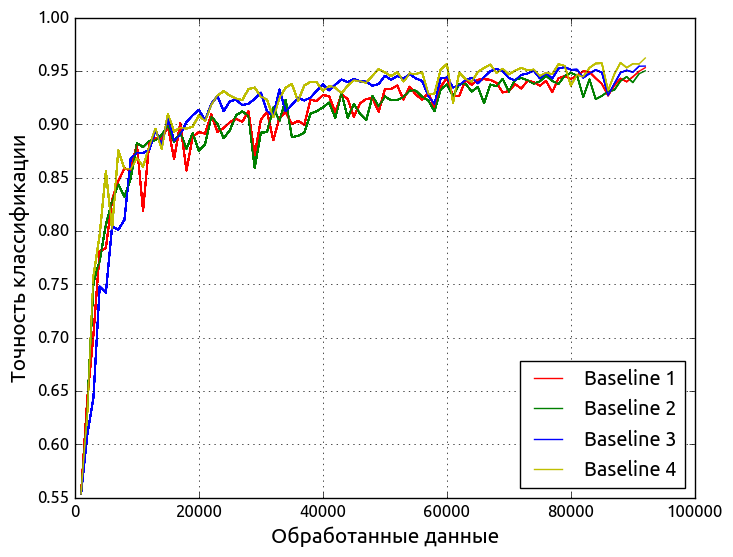 1.00
0.95
0.90
0.85
0.80
0.75
0.70
0.65
0.60
0.55
Точность классификации
0 20000 40000 60000 80000 100000
Обработанные данные
Baseline 1
Baseline 2
Baseline 3
Baseline 4